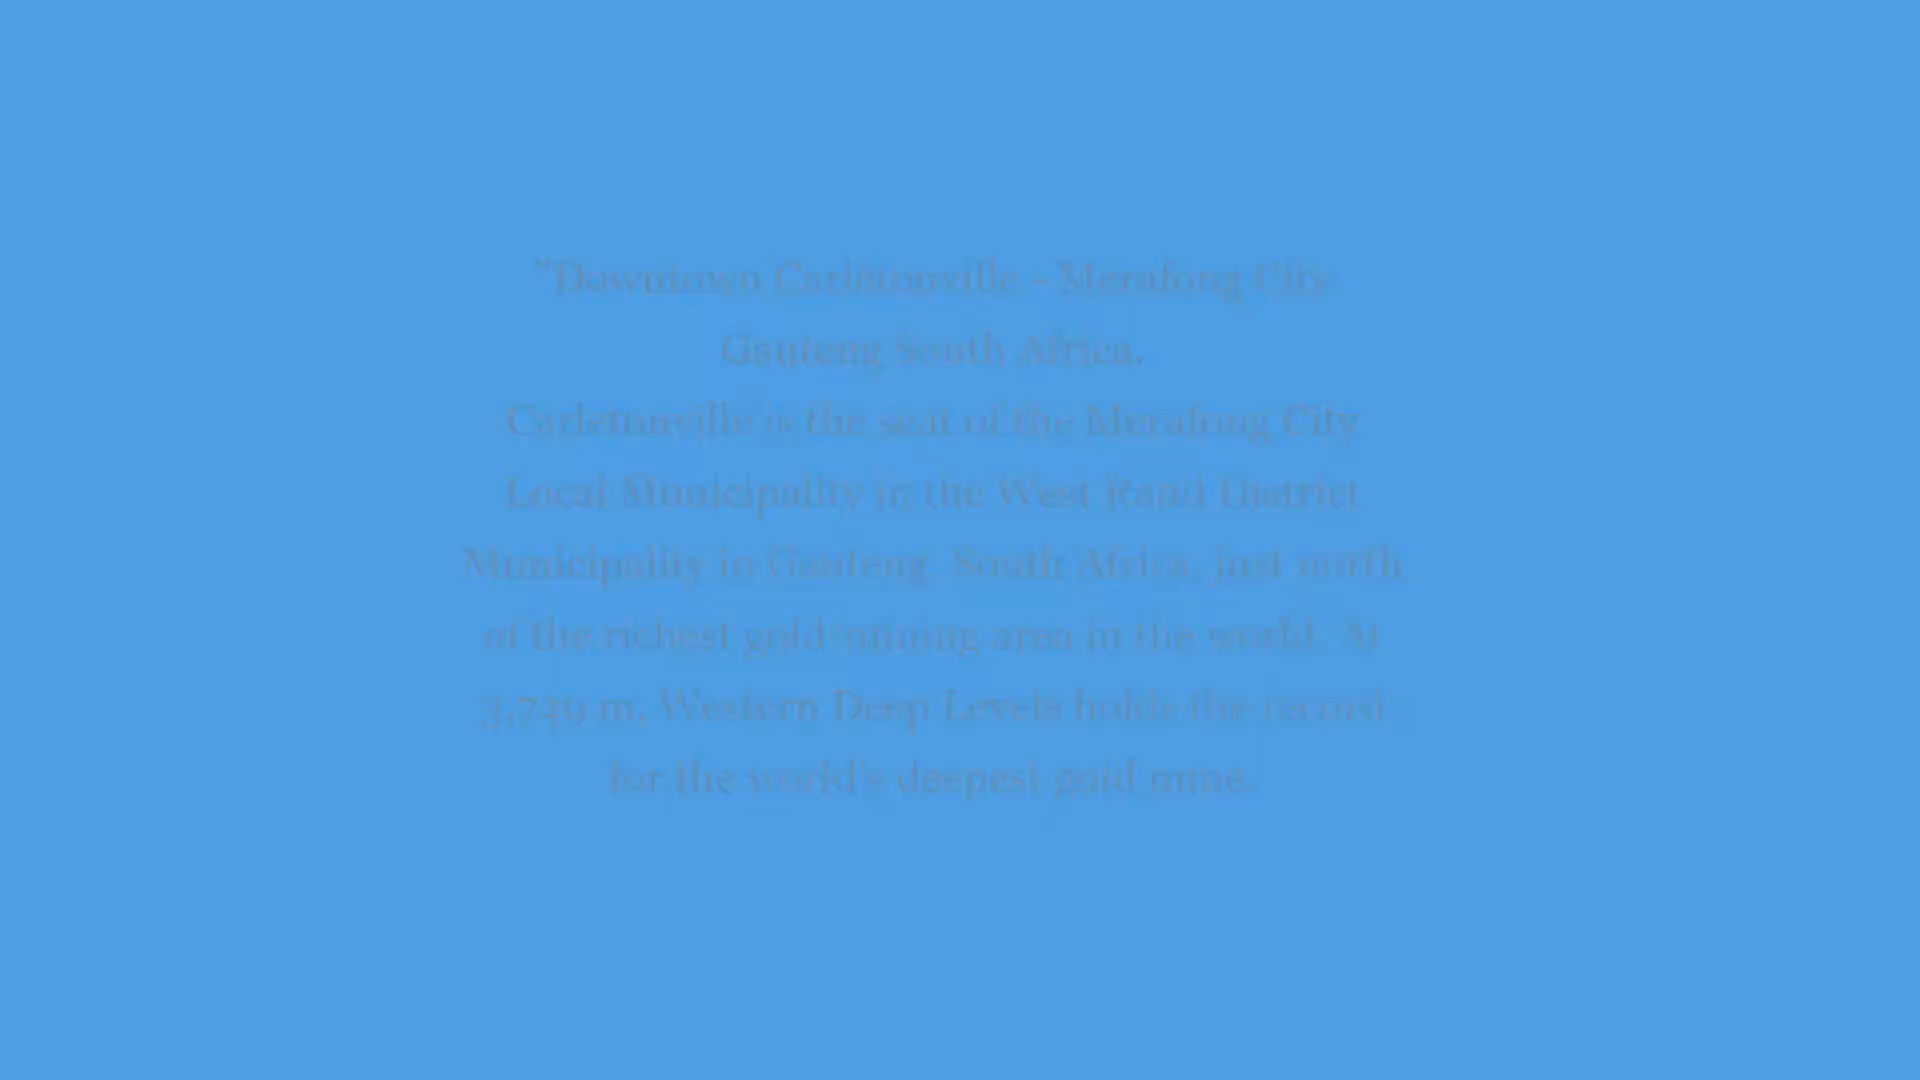 "Downtown Carletonville - Merafong City
Gauteng South Africa.
Carletonville is the seat of the Merafong City
Local Municipality in the West Rand District
Municipality in Gauteng, South Africa, just north
of the richest gold-mining area in the world. At
3,749 m, Western Deep Levels holds the record
for the world's deepest gold mine.